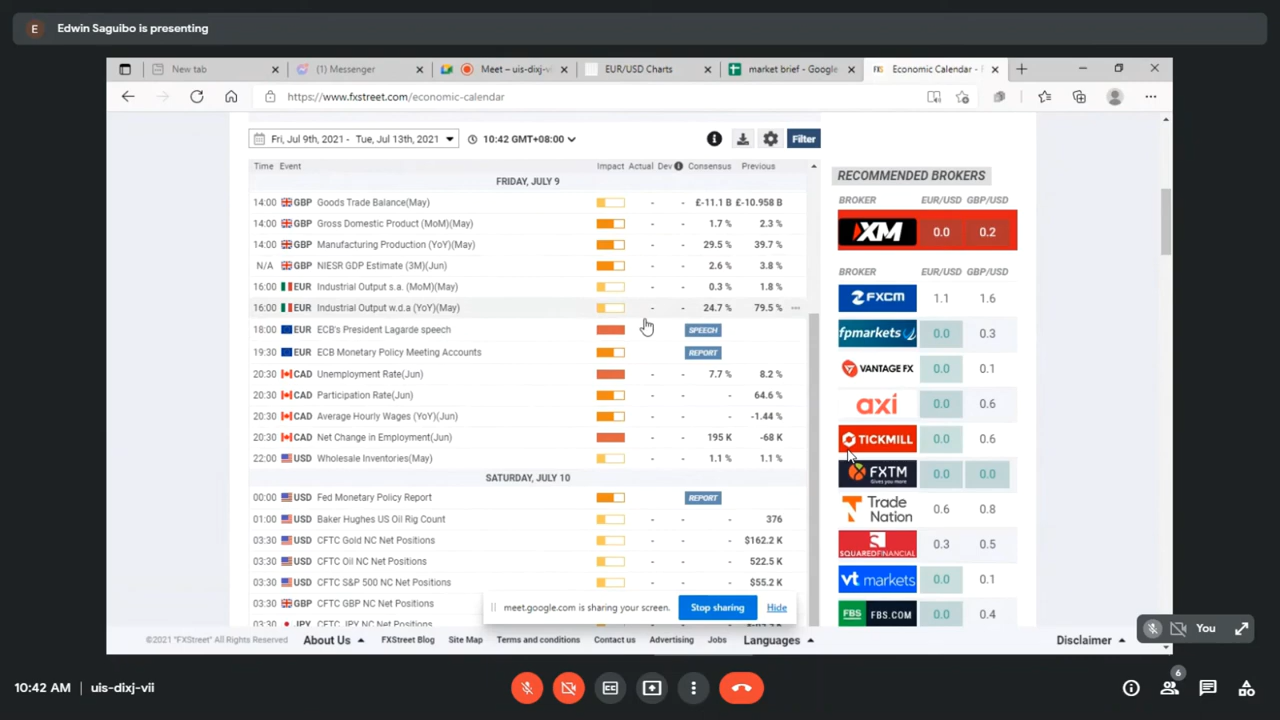 E Edwin Saguibo is presenting
New tab
(1) Messenger
Meet – uis-dixj-vi
EUR/USD Charts
market brief - Google
FXS Economic Calendar - F
https://www.fxstreet.com/economic-calendar
Fri, Jul 9th, 2021 - Tue, Jul 13th, 2021
10:42 GMT+08:00
Filter
Time Event Impact Actual Dev Consensus Previous
FRIDAY, JULY 9
14:00 GBP Goods Trade Balance(May) - - £-11.1 B £-10.958 B
14:00 GBP Gross Domestic Product (MoM)(May) - - 1.7 % 2.3 %
14:00 GBP Manufacturing Production (YoY)(May) - - 29.5 % 39.7 %
N/A GBP NIESR GDP Estimate (3M)(Jun) - - 2.6 % 3.8 %
16:00 EUR Industrial Output s.a. (MoM)(May) - - 0.3 % 1.8 %
16:00 EUR Industrial Output w.d.a (YoY)(May) - - 24.7 % 79.5 %
18:00 EUR ECB's President Lagarde speech SPEECH
19:30 EUR ECB Monetary Policy Meeting Accounts REPORT
20:30 CAD Unemployment Rate(Jun) - - 7.7 % 8.2 %
20:30 CAD Participation Rate(Jun) - - - 64.6 %
20:30 CAD Average Hourly Wages (YoY)(Jun) - - - -1.44 %
20:30 CAD Net Change in Employment(Jun) - - 195 K -68 K
22:00 USD Wholesale Inventories(May) - - 1.1 % 1.1 %
SATURDAY, JULY 10
00:00 USD Fed Monetary Policy Report REPORT
01:00 USD Baker Hughes US Oil Rig Count - - - 376
03:30 USD CFTC Gold NC Net Positions - - - $162.2 K
03:30 USD CFTC Oil NC Net Positions - - - 522.5 K
03:30 USD CFTC S&P 500 NC Net Positions - - - $55.2 K
03:30 GBP CFTC GBP NC Net Positions
03:30 JPY CFTC JPY NC Net Positions
RECOMMENDED BROKERS
BROKER EUR/USD GBP/USD
XM 0.0 0.2
BROKER EUR/USD GBP/USD
FXCM 1.1 1.6
fpmarkets 0.0 0.3
VANTAGE FX 0.0 0.1
axi 0.0 0.6
TICKMILL 0.0 0.6
FXTM Gives you more 0.0 0.0
Trade Nation 0.6 0.8
SQUAREDFINANCIAL 0.3 0.5
vt markets 0.0 0.1
FBS FBS.COM 0.0 0.4
meet.google.com is sharing your screen.
Stop sharing
Hide
©2021 "FXStreet" All Rights Reserved
About Us
FXStreet Blog
Site Map
Terms and conditions
Contact us
Advertising
Jobs
Languages
Disclaimer
You
10:42 AM | uis-dixj-vii
6